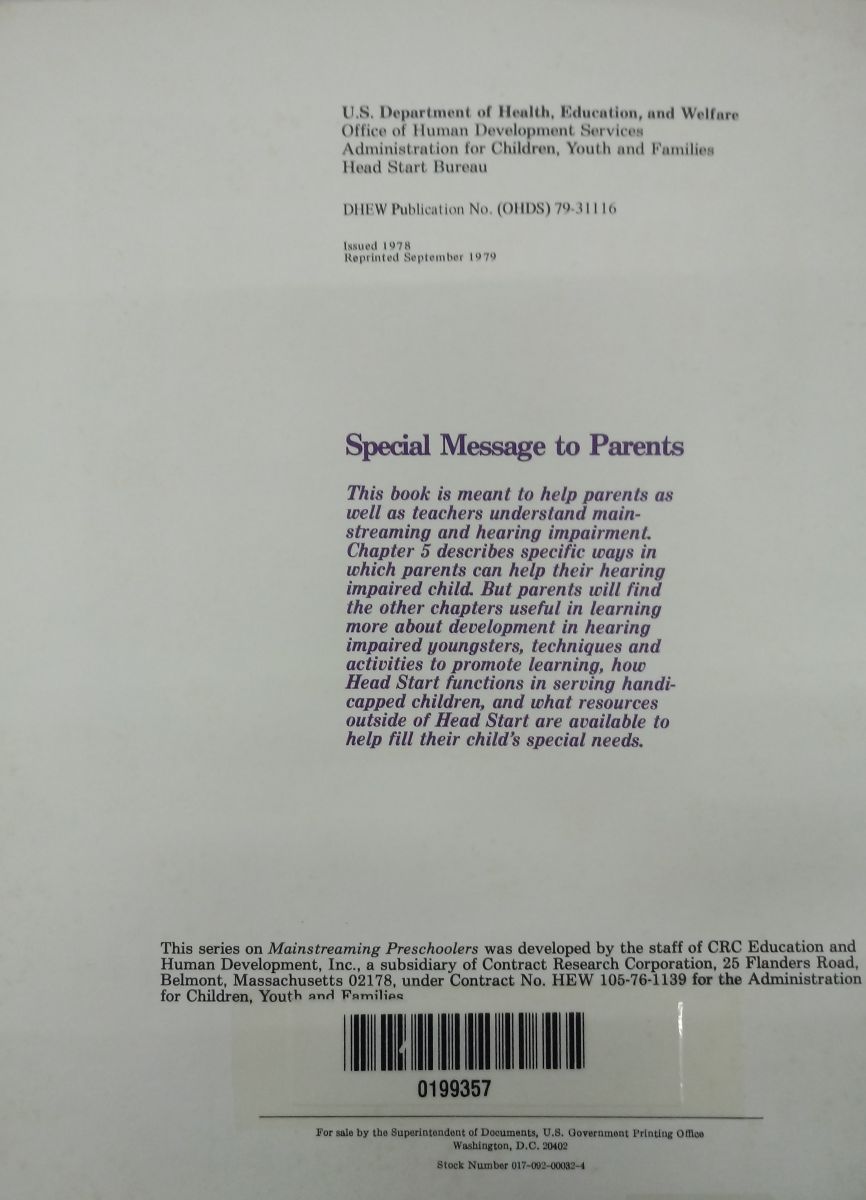 U.S. Department of Health, Education, and Welfare
Office of Human Development Services
Administration for Children, Youth and Families
Head Start Bureau
DHEW Publication No. (OHDS) 79-31116
Issued 1978
Reprinted September 1979
Special Message to Parents
This book is meant to help parents as
well as teachers understand main-
streaming and hearing impairment.
Chapter 5 describes specific ways in
which parents can help their hearing
impaired child. But parents will find
the other chapters useful in learning
more about development in hearing
impaired youngsters, techniques and
activities to promote learning, how
Head Start functions in serving handi-
capped children, and what resources
outside of Head Start are available to
help fill their child's special needs.
This series on Mainstreaming Preschoolers was developed by the staff of CRC Education and
Human Development, Inc., a subsidiary of Contract Research Corporation, 25 Flanders Road,
Belmont, Massachusetts 02178, under Contract No. HEW 105-76-1139 for the Administration
for Children, Youth and Families
0199357
For sale by the Superintendent of Documents, U.S. Government Printing Office
Washington, D.C. 20402
Stock Number 017-092-00032-4